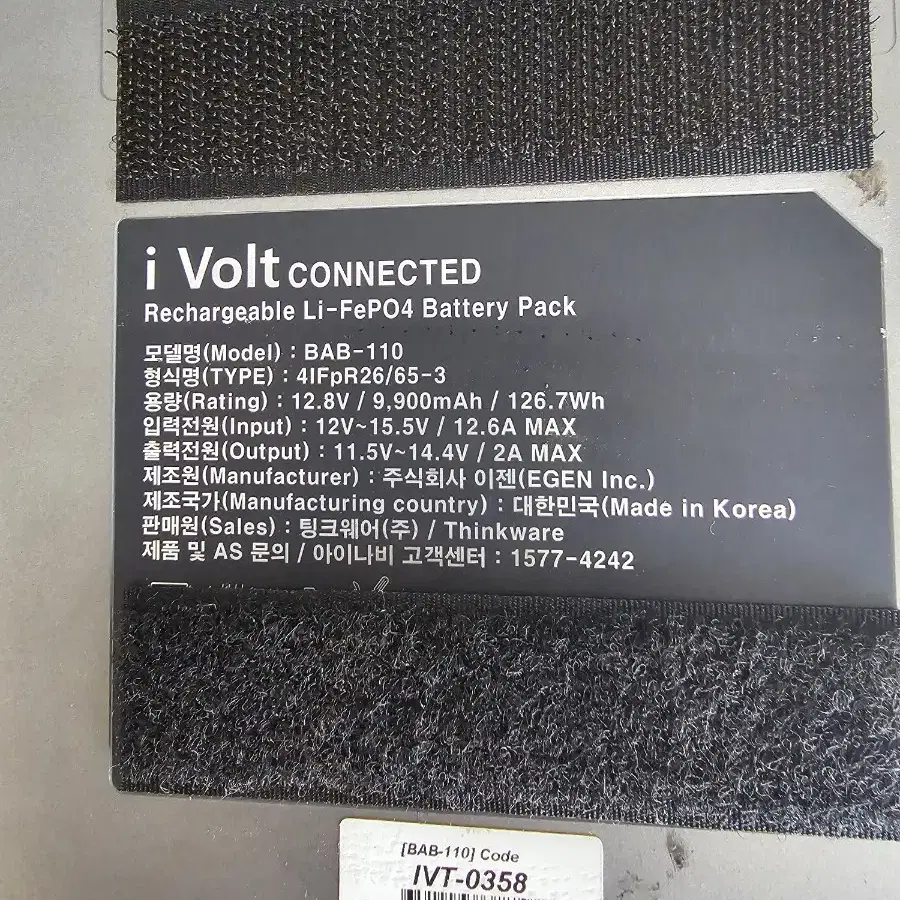 i Volt CONNECTED
Rechargeable Li-FePO4 Battery Pack
모델명(Model) : BAB-110
형식명(TYPE) : 4IFpR26/65-3
용량(Rating) : 12.8V / 9,900mAh / 126.7Wh
입력전원(Input) : 12V~15.5V / 12.6A MAX
출력전원(Output) : 11.5V~14.4V / 2A MAX
제조원(Manufacturer) : 주식회사 이젠(EGEN Inc.)
제조국가(Manufacturing country) : 대한민국(Made in Korea)
판매원(Sales) : 팅크웨어(주) / Thinkware
제품 및 AS 문의 / 아이나비 고객센터 : 1577-4242
[BAB-110] Code
IVT-0358